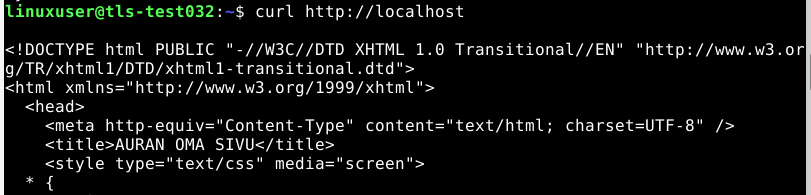 linuxuser@tls-test032:~$ curl http://localhost
<!DOCTYPE html PUBLIC "-//W3C//DTD XHTML 1.0 Transitional//EN" "http://www.w3.or
g/TR/xhtml1/DTD/xhtml1-transitional.dtd">
<html xmlns="http://www.w3.org/1999/xhtml">
  <head>
    <meta http-equiv="Content-Type" content="text/html; charset=UTF-8" />
    <title>AURAN OMA SIVU</title>
    <style type="text/css" media="screen">
  * {